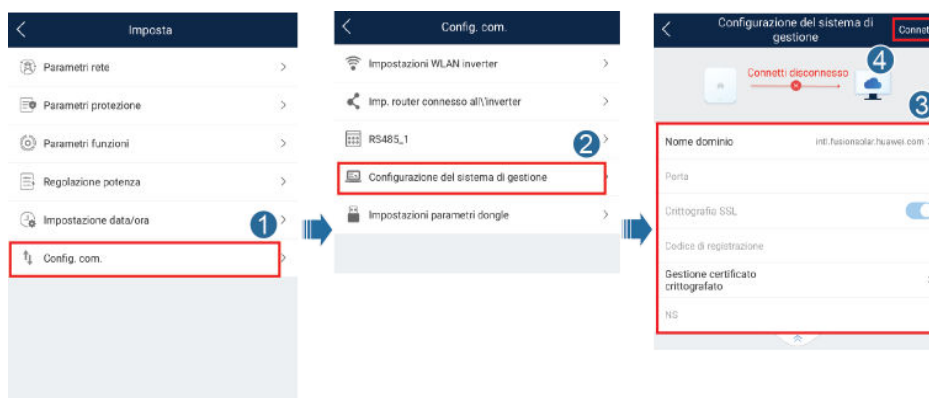 Imposta
Parametri rete
Parametri protezione
Parametri funzioni
Regolazione potenza
Impostazione data/ora
1
Config. com.
Config. com.
Impostazioni WLAN inverter
Imp. router connesso all\'inverter
RS485_1
2
Configurazione del sistema di gestione
Impostazioni parametri dongle
Configurazione del sistema di
gestione
Connet
4
Connetti disconnesso
3
Nome dominio intl.fusionsolar.huawei.com
Porta
Crittografio SSL
Codice di registrazione
Gestione certificato
crittografato
NS